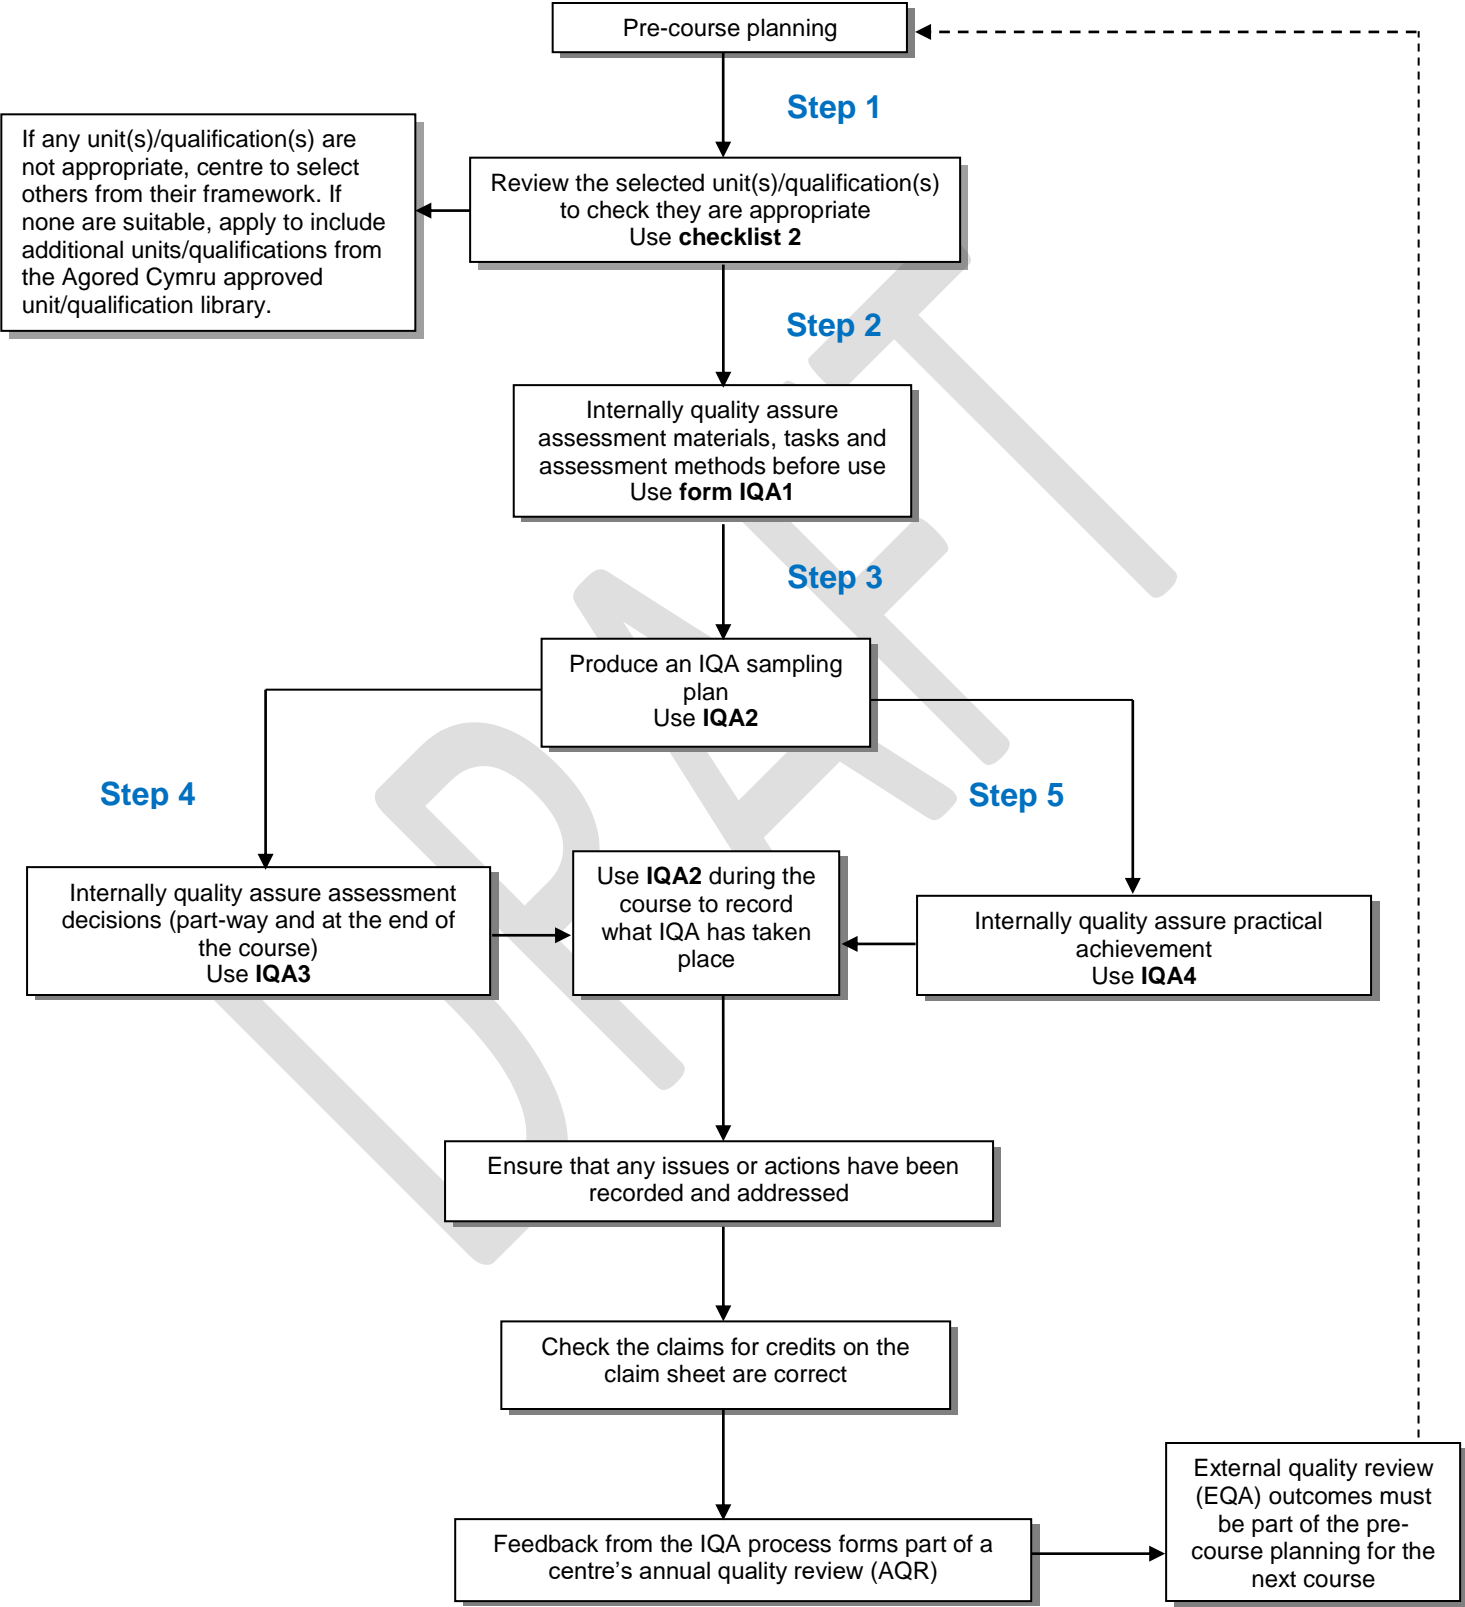 Pre-course planning
Step 1
If any unit(s)/qualification(s) are
not appropriate, centre to select
others from their framework. If
none are suitable, apply to include
additional units/qualifications from
the Agored Cymru approved
unit/qualification library.
Review the selected unit(s)/qualification(s)
to check they are appropriate
Use checklist 2
Step 2
Internally quality assure
assessment materials, tasks and
assessment methods before use
Use form IQA1
Step 3
Produce an IQA sampling
plan
Use IQA2
Step 4
Step 5
Internally quality assure assessment
decisions (part-way and at the end of
the course)
Use IQA3
Use IQA2 during the
course to record
what IQA has taken
place
Internally quality assure practical
achievement
Use IQA4
Ensure that any issues or actions have been
recorded and addressed
Check the claims for credits on the
claim sheet are correct
Feedback from the IQA process forms part of a
centre's annual quality review (AQR)
External quality review
(EQA) outcomes must
be part of the pre-
course planning for the
next course
DRAFT